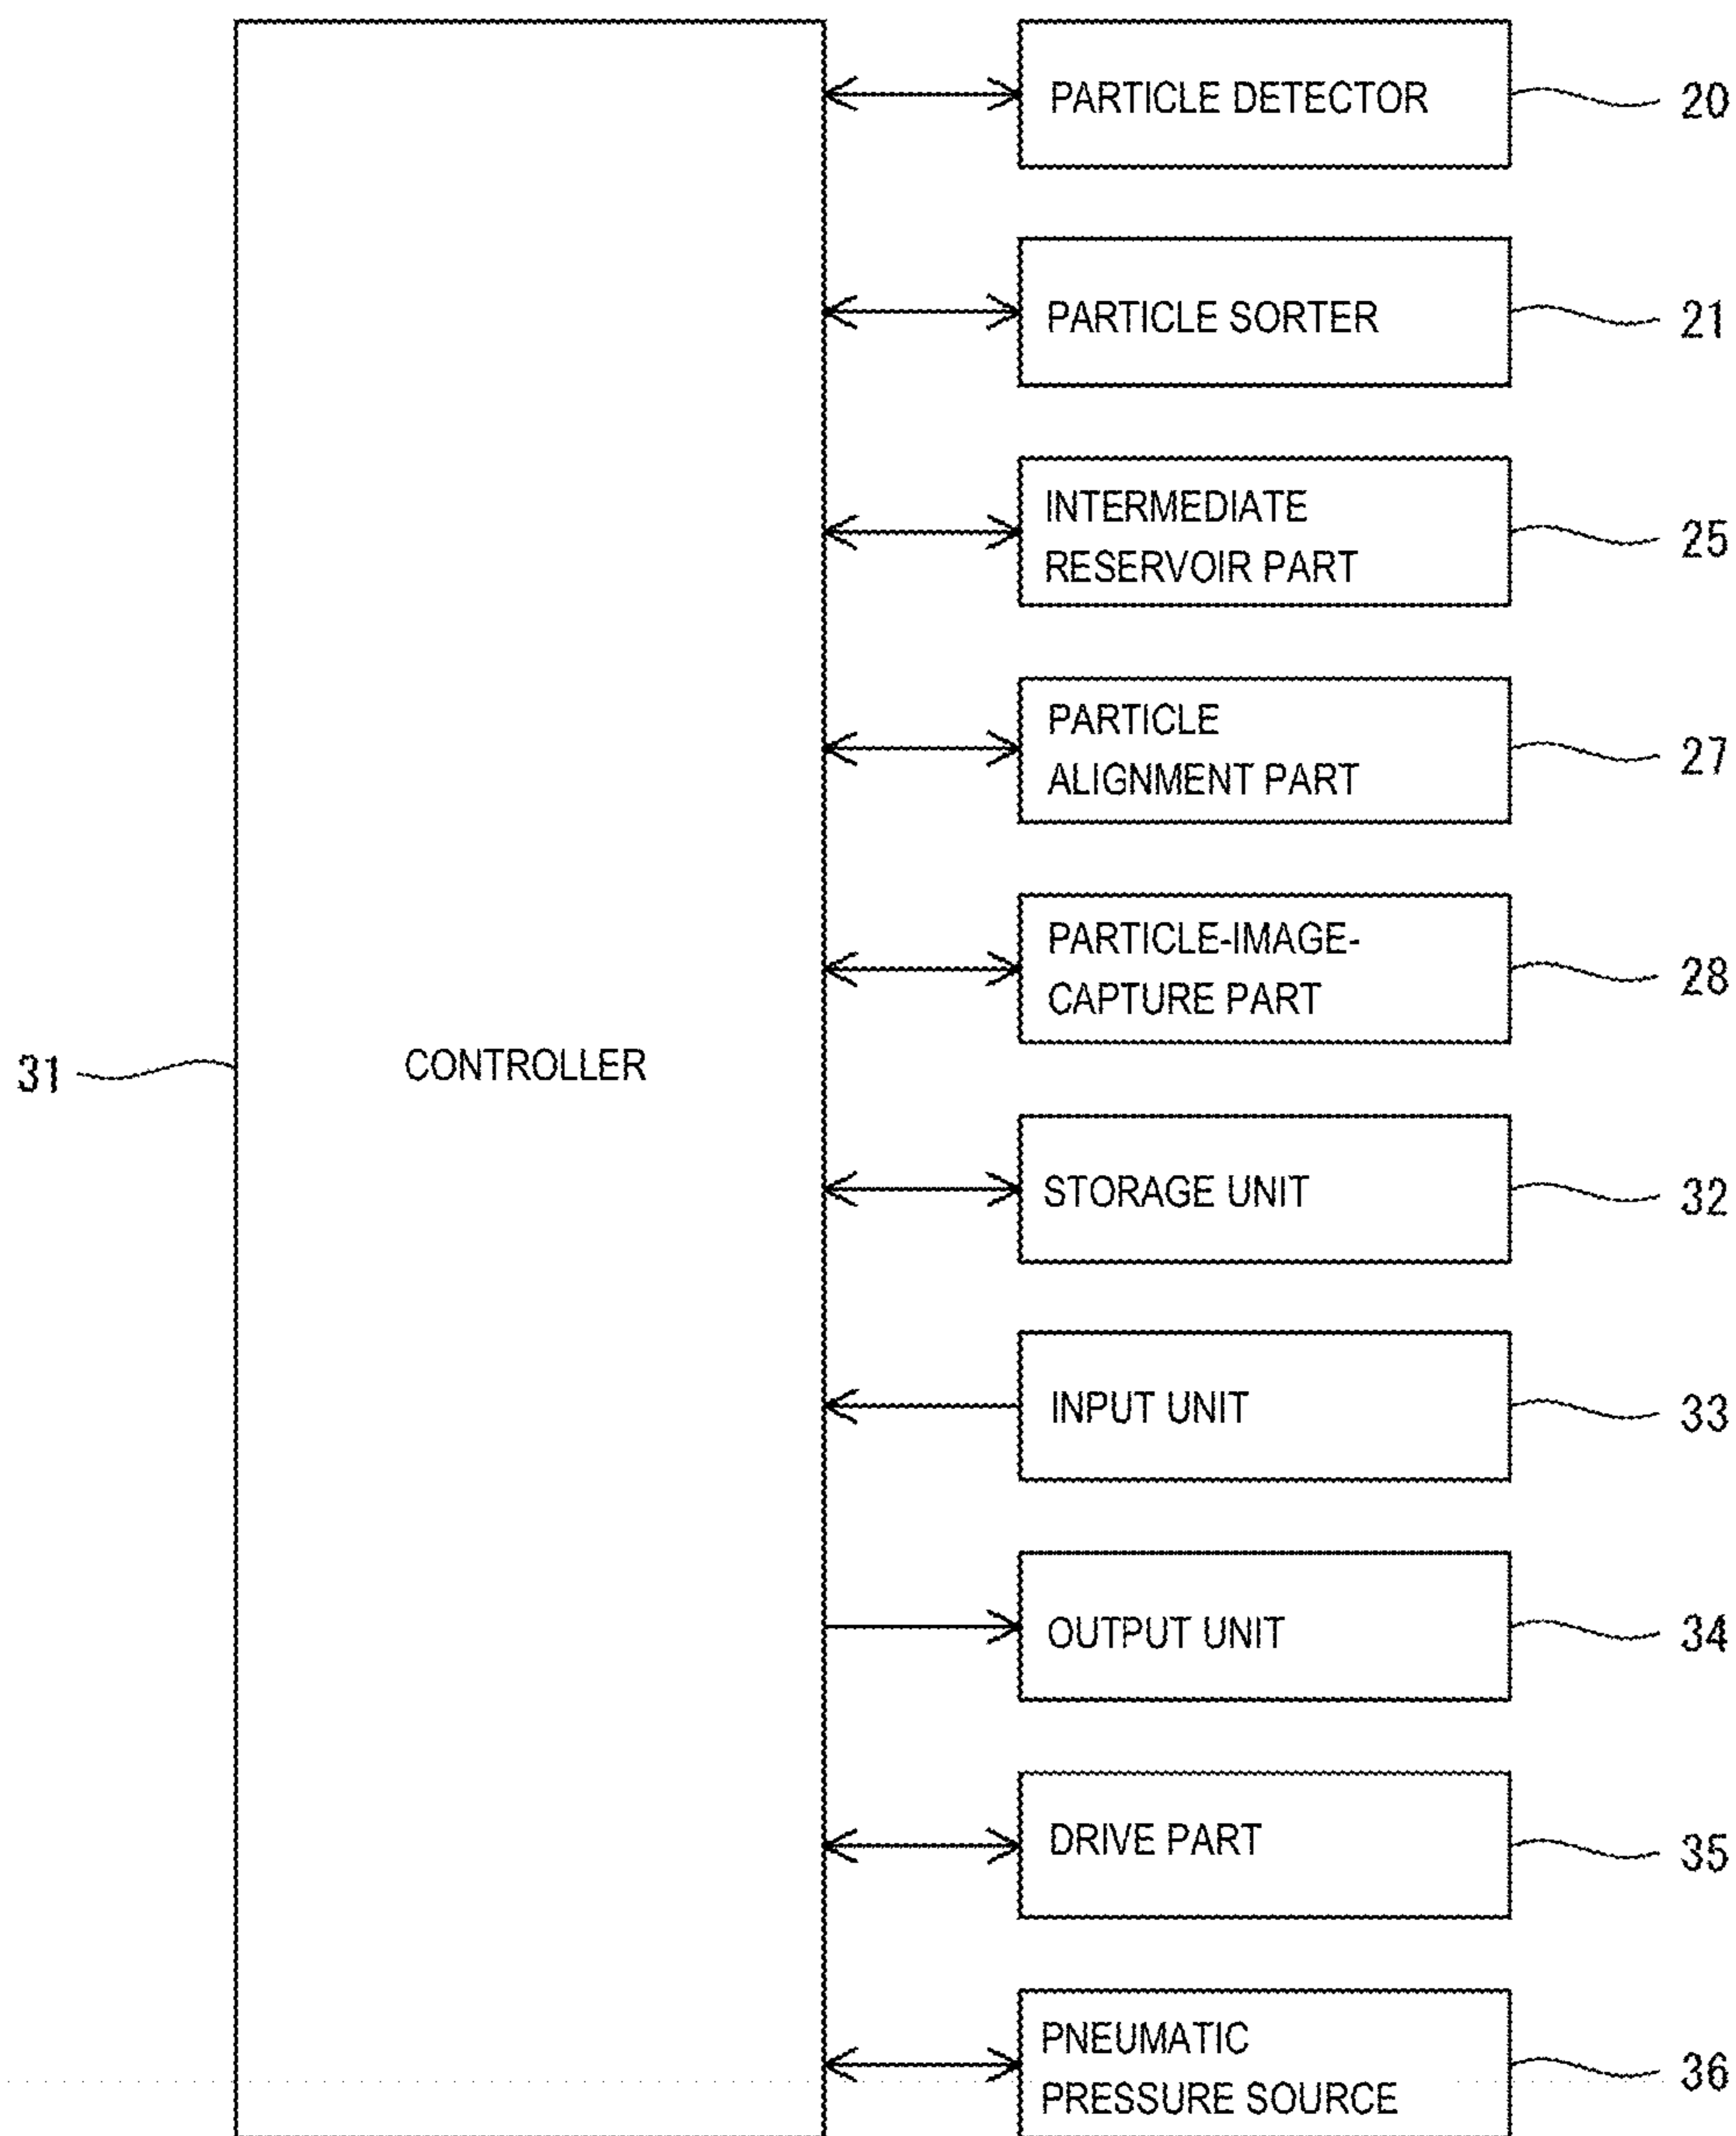 PARTICLE DETECTOR
20
PARTICLE SORTER
21
INTERMEDIATE
RESERVOIR PART
25
PARTICLE
ALIGNMENT PART
27
PARTICLE-IMAGE-
CAPTURE PART
28
31
CONTROLLER
STORAGE UNIT
32
INPUT UNIT
33
OUTPUT UNIT
34
DRIVE PART
35
PNEUMATIC
PRESSURE SOURCE
36